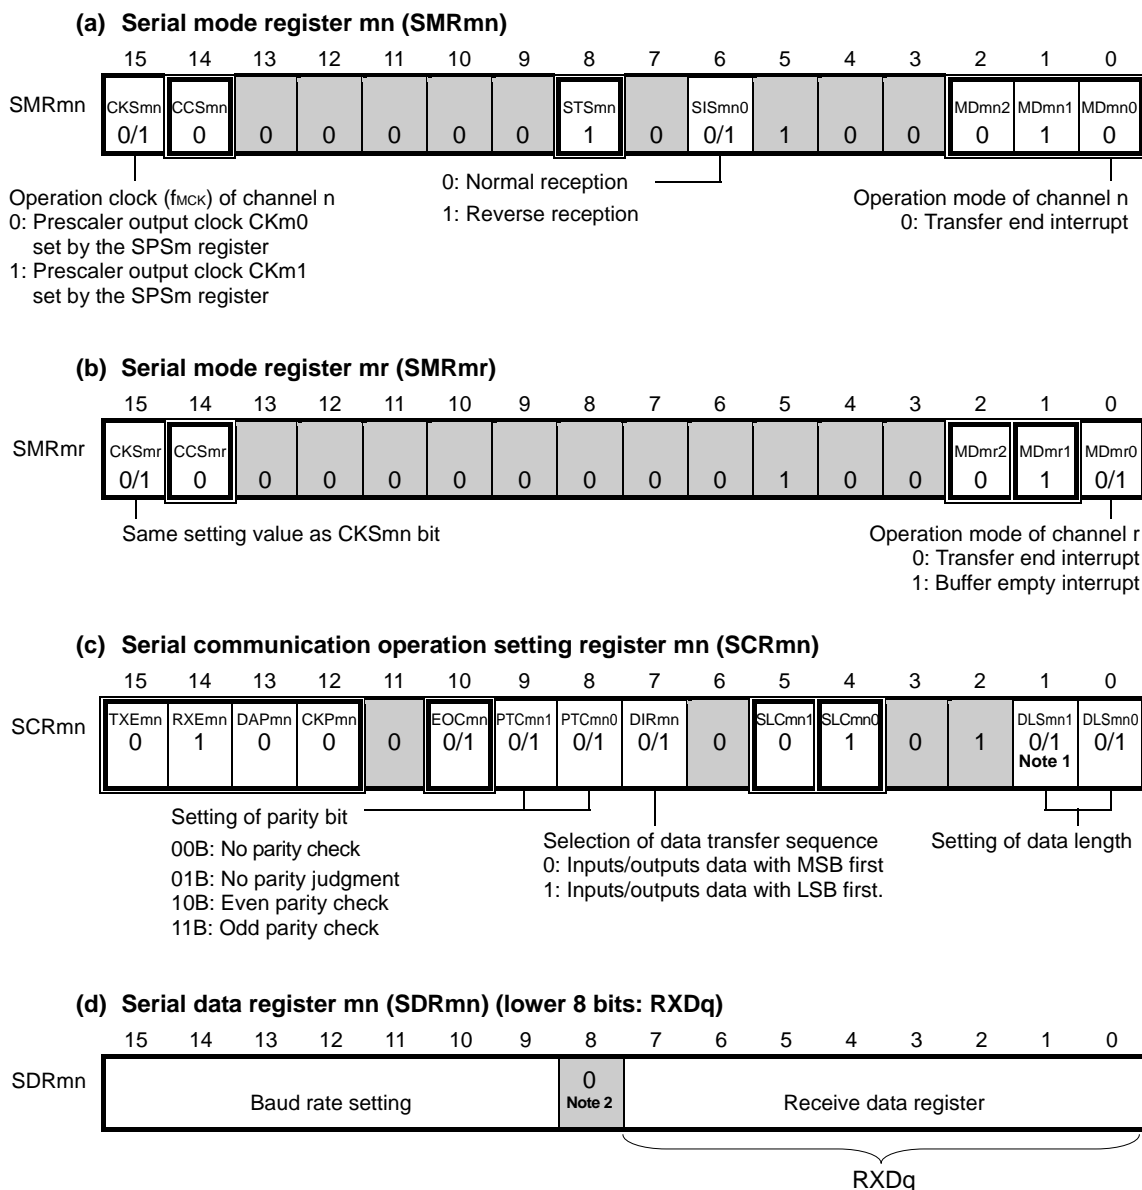 (a) Serial mode register mn (SMRmn)
15 14 13 12 11 10 9 8 7 6 5 4 3 2 1 0
SMRmn
CKSmn CCSmn STSmn SISmn0 MDmn2 MDmn1 MDmn0
0/1 0 0 0 0 0 0 1 0 0/1 1 0 0 0 1 0
Operation clock (fMCK) of channel n
0: Prescaler output clock CKm0
set by the SPSm register
1: Prescaler output clock CKm1
set by the SPSm register
0: Normal reception
1: Reverse reception
Operation mode of channel n
0: Transfer end interrupt
(b) Serial mode register mr (SMRmr)
15 14 13 12 11 10 9 8 7 6 5 4 3 2 1 0
SMRmr
CKSmr CCSmr MDmr2 MDmr1 MDmr0
0/1 0 0 0 0 0 0 0 0 0 1 0 0 0 1 0/1
Same setting value as CKSmn bit
Operation mode of channel r
0: Transfer end interrupt
1: Buffer empty interrupt
(c) Serial communication operation setting register mn (SCRmn)
15 14 13 12 11 10 9 8 7 6 5 4 3 2 1 0
SCRmn
TXEmn RXEmn DAPmn CKPmn EOCmn PTCmn1 PTCmn0 DIRmn SLCmn1 SLCmn0 DLSmn1 DLSmn0
0 1 0 0 0 0/1 0/1 0/1 0/1 0 0 1 0 1 0/1 0/1
Note 1
Setting of parity bit
00B: No parity check
01B: No parity judgment
10B: Even parity check
11B: Odd parity check
Selection of data transfer sequence
0: Inputs/outputs data with MSB first
1: Inputs/outputs data with LSB first.
Setting of data length
(d) Serial data register mn (SDRmn) (lower 8 bits: RXDq)
15 14 13 12 11 10 9 8 7 6 5 4 3 2 1 0
SDRmn
Baud rate setting
0
Note 2
Receive data register
RXDq